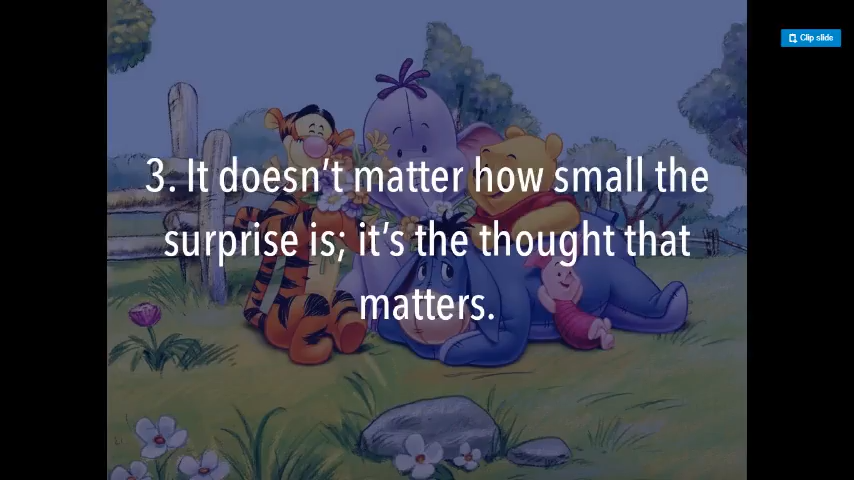 Clip slide
3. It doesn’t matter how small the
surprise is; it’s the thought that
matters.